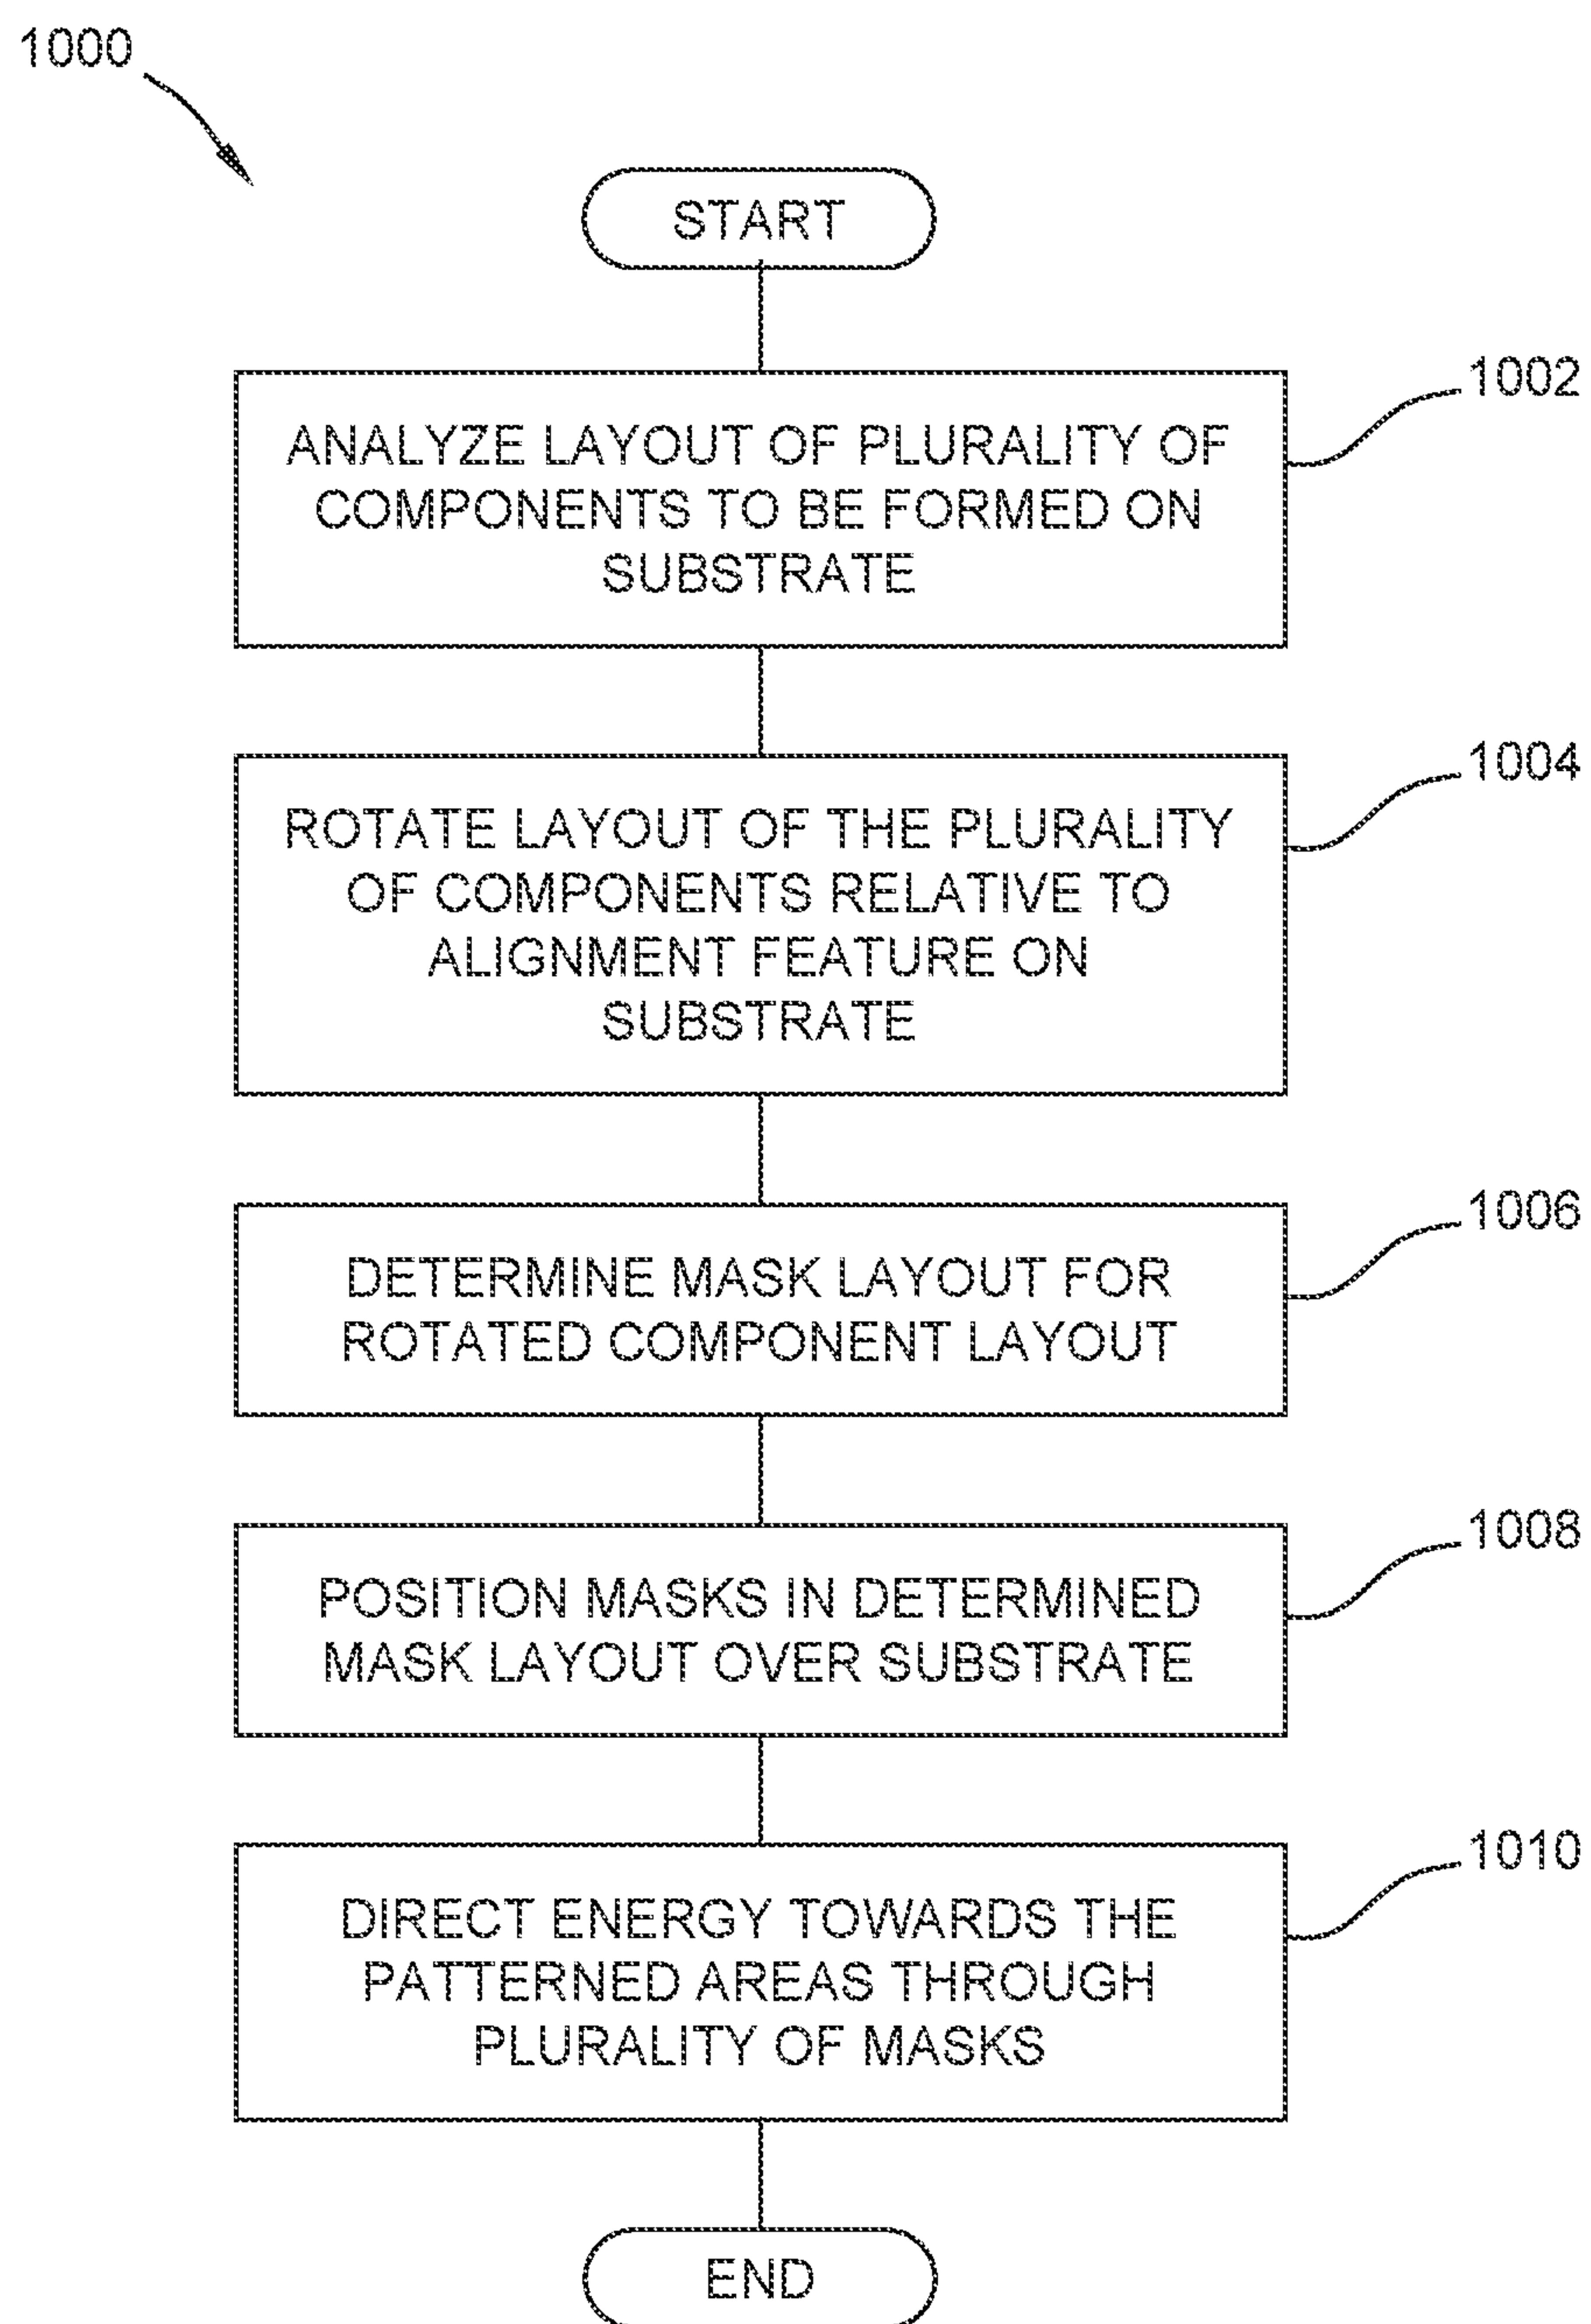 1000
START
1002
ANALYZE LAYOUT OF PLURALITY OF
COMPONENTS TO BE FORMED ON
SUBSTRATE
1004
ROTATE LAYOUT OF THE PLURALITY
OF COMPONENTS RELATIVE TO
ALIGNMENT FEATURE ON
SUBSTRATE
1006
DETERMINE MASK LAYOUT FOR
ROTATED COMPONENT LAYOUT
1008
POSITION MASKS IN DETERMINED
MASK LAYOUT OVER SUBSTRATE
1010
DIRECT ENERGY TOWARDS THE
PATTERNED AREAS THROUGH
PLURALITY OF MASKS
END